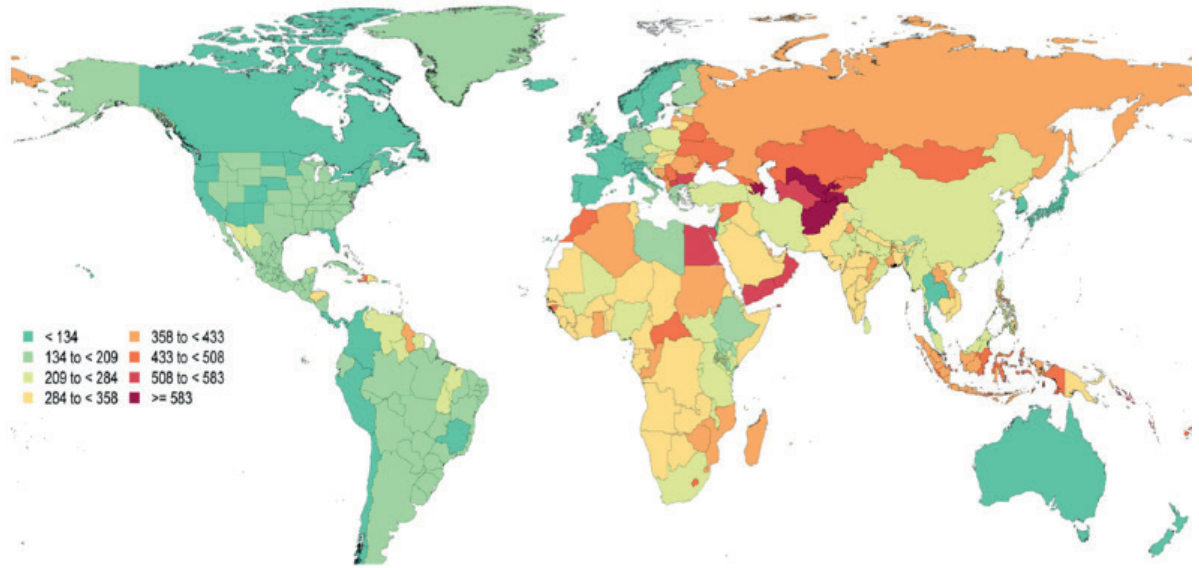 < 134
134 to < 209
209 to < 284
284 to < 358
358 to < 433
433 to < 508
508 to < 583
>= 583